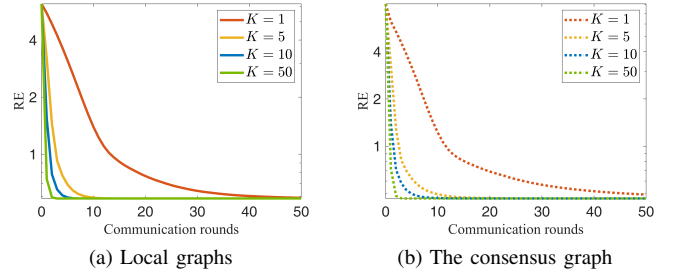 4
2
1
RE
0
10
20
30
40
50
Communication rounds
K = 1
K = 5
K = 10
K = 50
(a) Local graphs
4
2
1
RE
0
10
20
30
40
50
Communication rounds
K = 1
K = 5
K = 10
K = 50
(b) The consensus graph